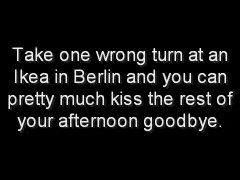 Take one wrong turn at an
Ikea in Berlin and you can
pretty much kiss the rest of
your afternoon goodbye.